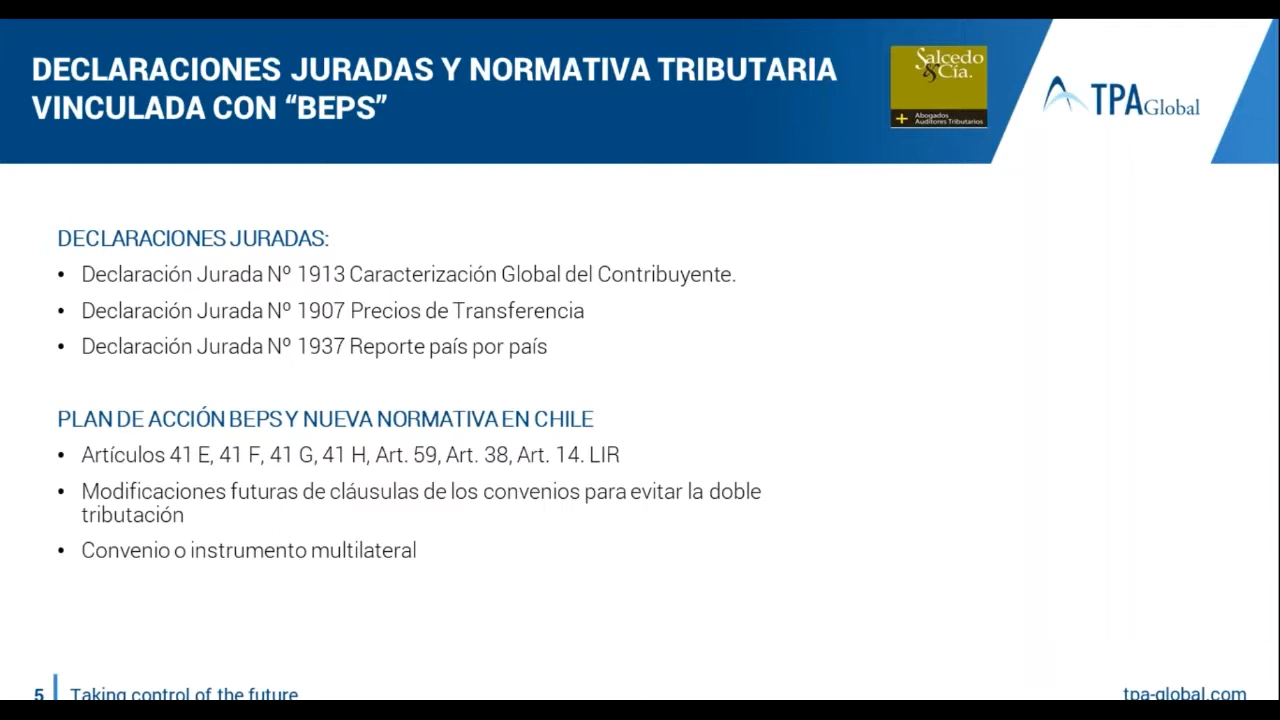 DECLARACIONES JURADAS Y NORMATIVA TRIBUTARIA
VINCULADA CON “BEPS”
Salcedo
& Cía.
+ Abogados
Auditores Tributarios
TPA Global
DECLARACIONES JURADAS:
• Declaración Jurada Nº 1913 Caracterización Global del Contribuyente.
• Declaración Jurada Nº 1907 Precios de Transferencia
• Declaración Jurada Nº 1937 Reporte país por país
PLAN DE ACCIÓN BEPS Y NUEVA NORMATIVA EN CHILE
• Artículos 41 E, 41 F, 41 G, 41 H, Art. 59, Art. 38, Art. 14. LIR
• Modificaciones futuras de cláusulas de los convenios para evitar la doble
tributación
• Convenio o instrumento multilateral
5 Taking control of the future
tpa-global.com